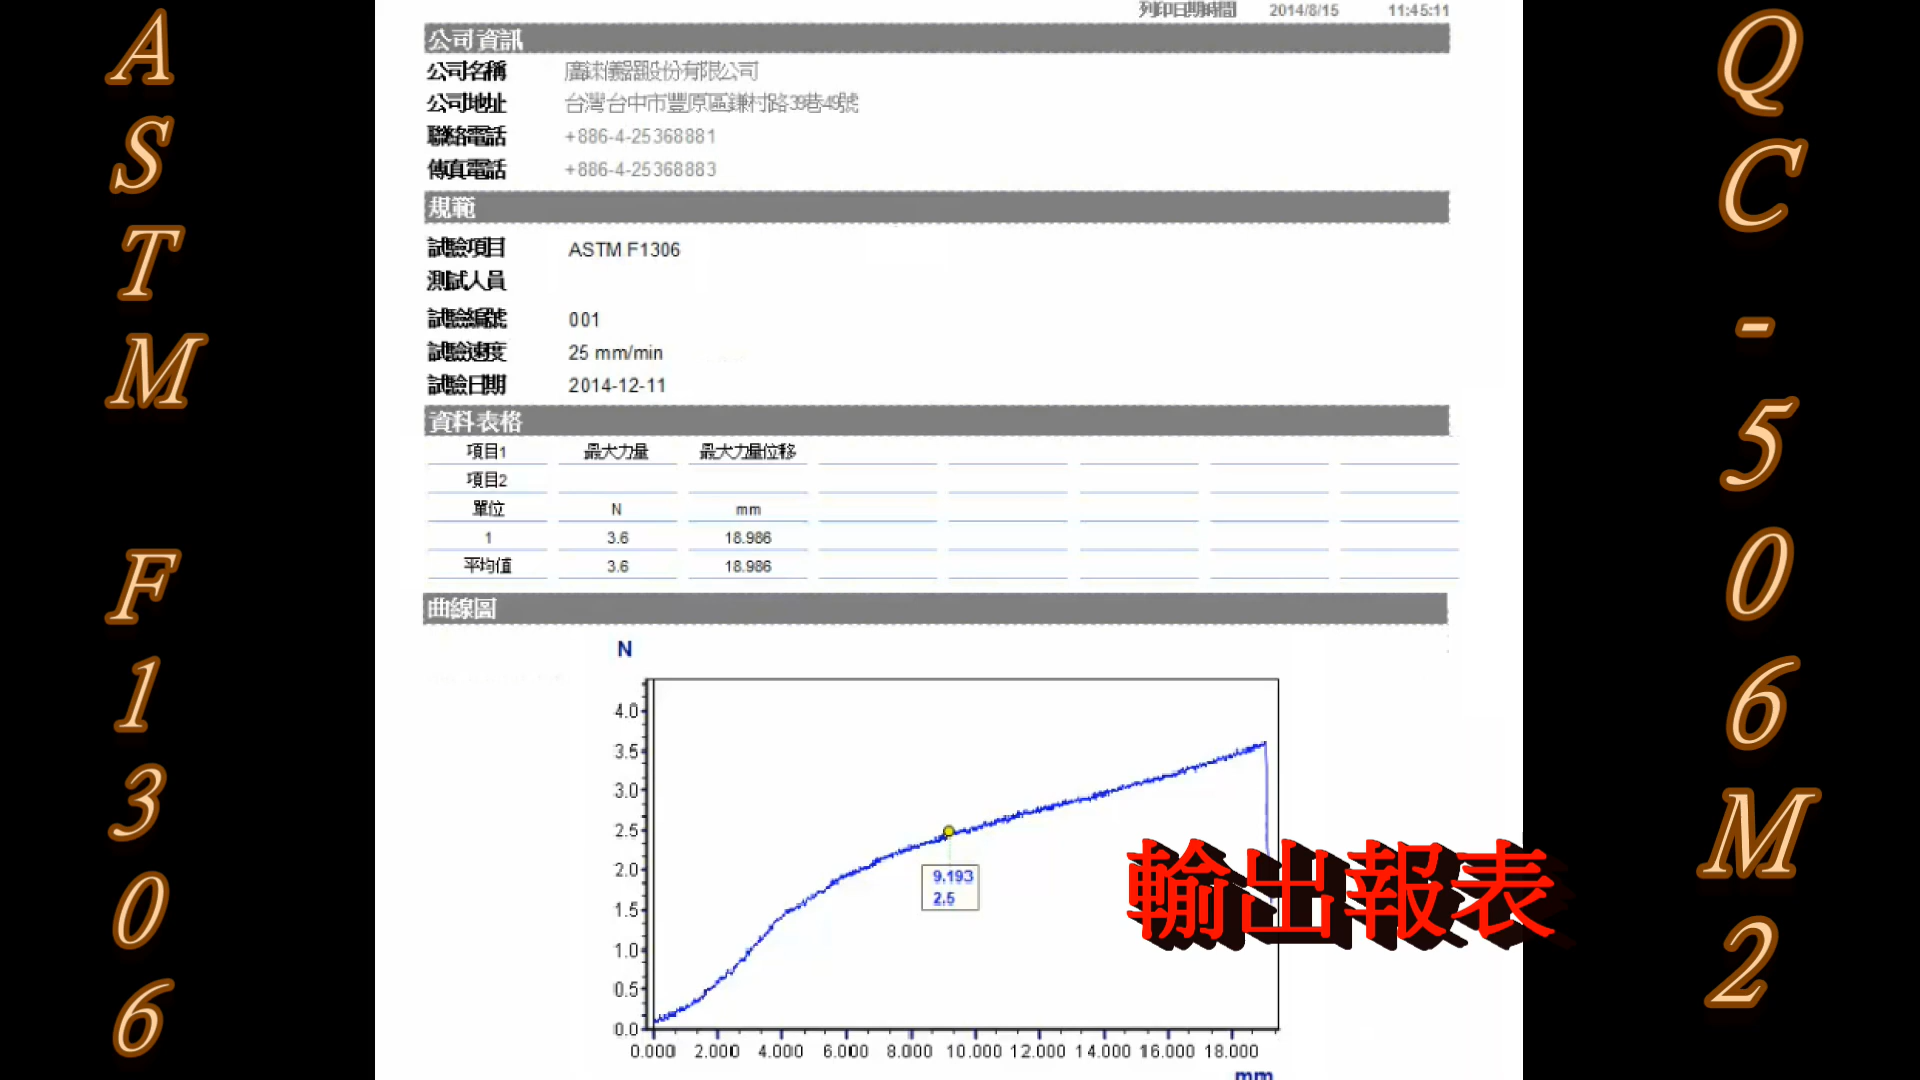 ASTM F1306
列印日期時間 2014/8/15 11:45:11
公司資訊
公司名稱 廣錸儀器股份有限公司
公司地址 台灣台中市豐原區鎌村路39巷49號
聯絡電話 +886-4-25368881
傳真電話 +886-4-25368883
規範
試驗項目 ASTM F1306
測試人員
試驗編號 001
試驗速度 25 mm/min
試驗日期 2014-12-11
資料表格
項目1 最大力量 最大力量位移
項目2
單位 N mm
1 3.6 18.986
平均值 3.6 18.986
曲線圖
N
4.0
3.5
3.0
2.5
2.0
1.5
1.0
0.5
0.0
9.193
2.5
0.000 2.000 4.000 6.000 8.000 10.000 12.000 14.000 16.000 18.000
mm
輸出報表
QC-506M2